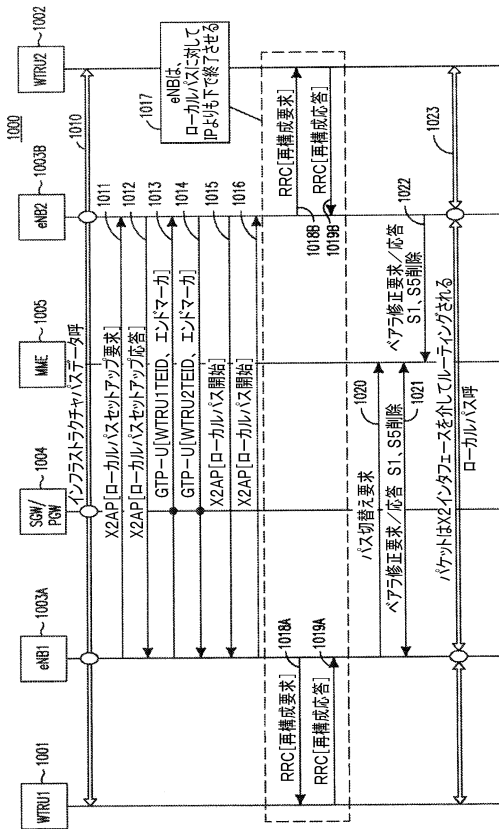 1000
WTRU1
1001
eNB1
1003A
SGW/
PGW
1004
MME
1005
eNB2
1003B
WTRU2
1002
インフラストラクチャパスデータ呼
1010
X2AP[ローカルパスセットアップ要求]
1011
X2AP[ローカルパスセットアップ応答]
1012
GTP-U[WTRU1TEID、エンドマーカ]
1013
GTP-U[WTRU2TEID、エンドマーカ]
1014
X2AP[ローカルパス開始]
1015
X2AP[ローカルパス開始]
1016
eNBは、
ローカルパスに対して
IPよりも下で終了させる
1017
RRC[再構成要求]
1018A
RRC[再構成応答]
1019A
RRC[再構成要求]
1018B
RRC[再構成応答]
1019B
パス切替え要求
1020
ベアラ修正要求/応答 S1、S5削除
1021
ベアラ修正要求/応答
S1、S5削除
1022
パケットはX2インタフェースを介してルーティングされる
ローカルパス呼
1023